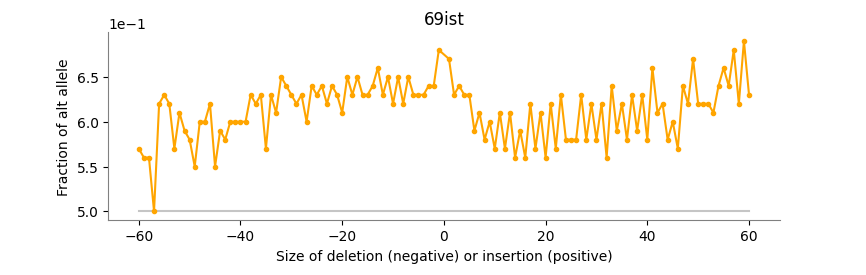 69ist
1e−1
Fraction of alt allele
6.5
6.0
5.5
5.0
−60 −40 −20 0 20 40 60
Size of deletion (negative) or insertion (positive)